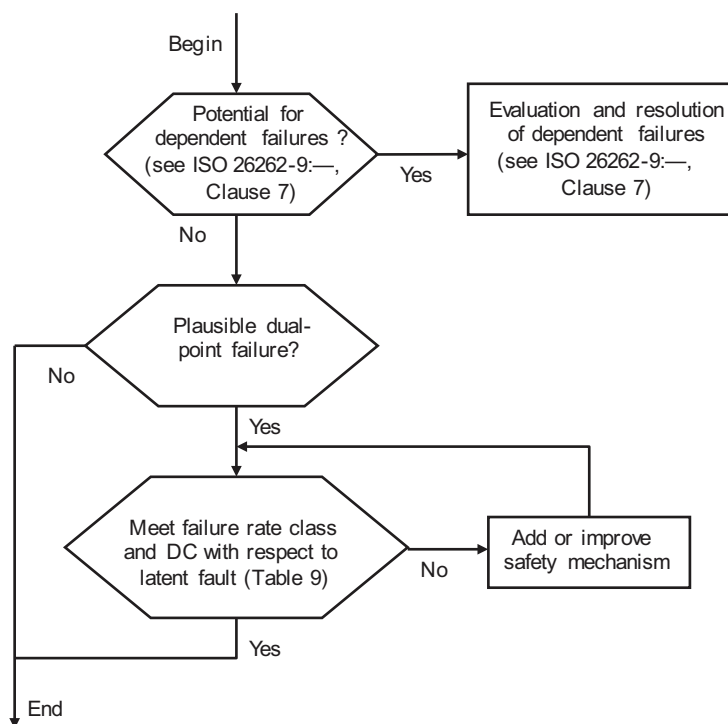 Begin
Potential for
dependent failures ?
(see ISO 26262-9:—,
Clause 7)
Yes
Evaluation and resolution
of dependent failures
(see ISO 26262-9:—,
Clause 7)
No
Plausible dual-
point failure?
No
Yes
Meet failure rate class
and DC with respect to
latent fault (Table 9)
No
Add or improve
safety mechanism
Yes
End